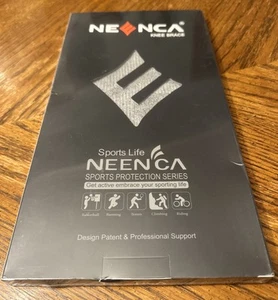 NEENCA
KNEE BRACE
Sports Life
NEENCA
SPORTS PROTECTION SERIES
Get active embrace your sporting life
Running
Climbing
Riding
Design Patent & Professional Support